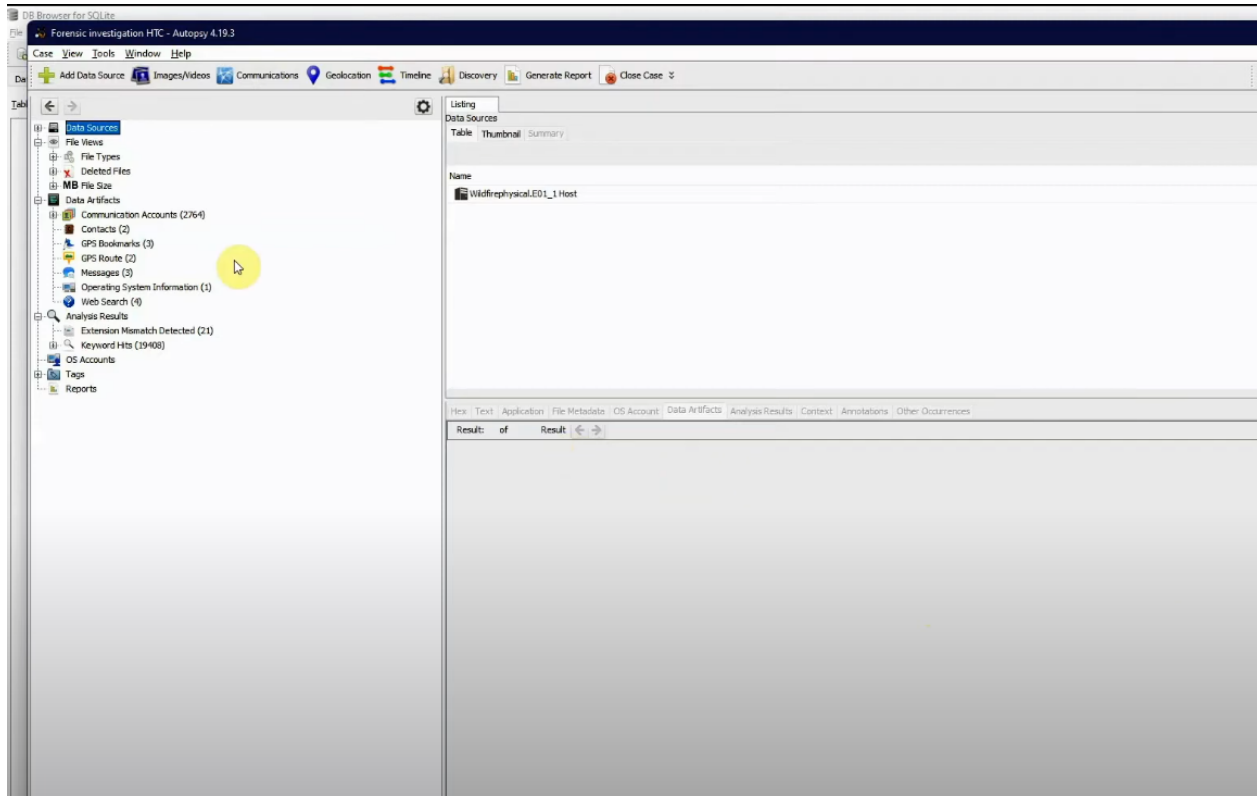 DB Browser for SQLite
File
Forensic investigation HTC - Autopsy 4.19.3
Case View Tools Window Help
Add Data Source Images/Videos Communications Geolocation Timeline Discovery Generate Report Close Case
Listing
Data Sources
Table Thumbnail Summary
Name
Wildfirephysical.E01_1 Host
Data Sources
File Views
File Types
Deleted Files
MB File Size
Data Artifacts
Communication Accounts (2764)
Contacts (2)
GPS Bookmarks (3)
GPS Route (2)
Messages (3)
Operating System Information (1)
Web Search (4)
Analysis Results
Extension Mismatch Detected (21)
Keyword Hits (19408)
OS Accounts
Tags
Reports
Hex Text Application File Metadata OS Account Data Artifacts Analysis Results Context Annotations Other Occurrences
Result: of Result